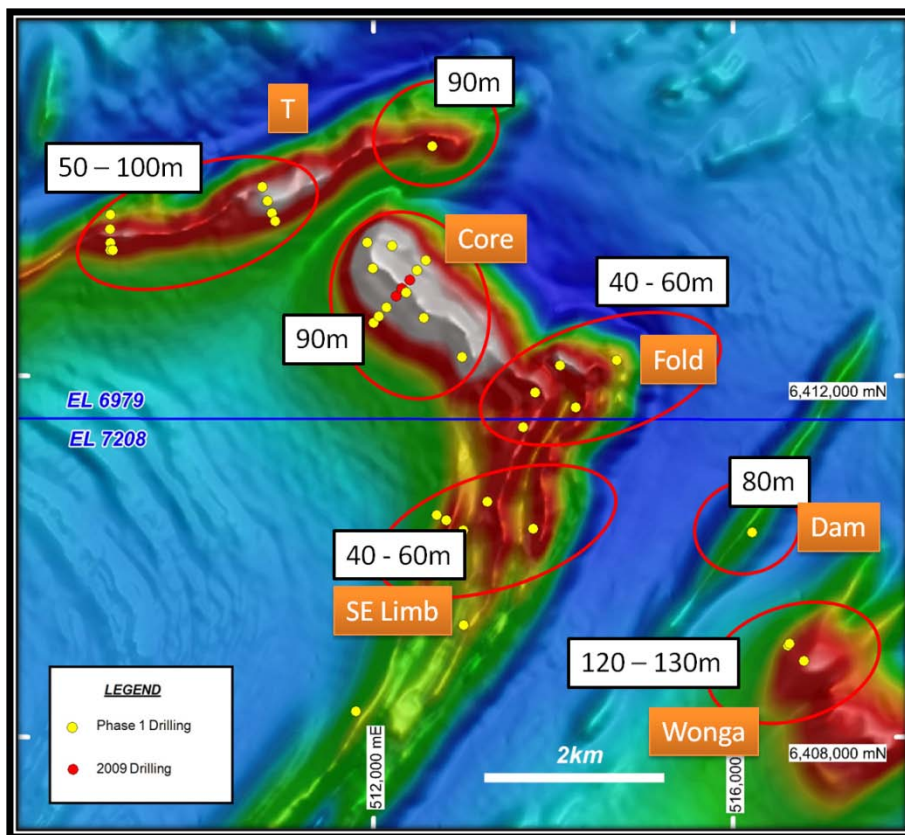 T
90m
50 – 100m
Core
40 - 60m
90m
Fold
EL 6979
6,412,000 mN
EL 7208
80m
Dam
40 - 60m
SE Limb
120 – 130m
Wonga
LEGEND
Phase 1 Drilling
2009 Drilling
512,000 mE
2km
516,000
6,408,000 mN